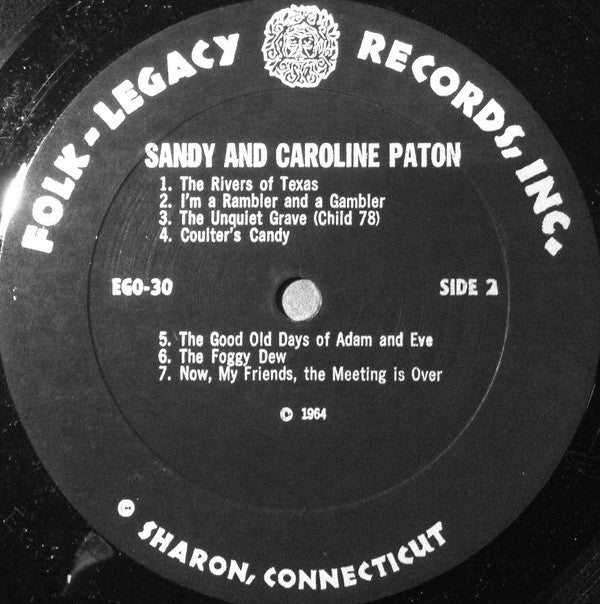 FOLK-LEGACY RECORDS, INC.
SANDY AND CAROLINE PATON
1. The Rivers of Texas
2. I'm a Rambler and a Gambler
3. The Unquiet Grave (Child 78)
4. Coulter's Candy
EGO-30 SIDE 2
5. The Good Old Days of Adam and Eve
6. The Foggy Dew
7. Now, My Friends, the Meeting is Over
© 1964
SHARON, CONNECTICUT